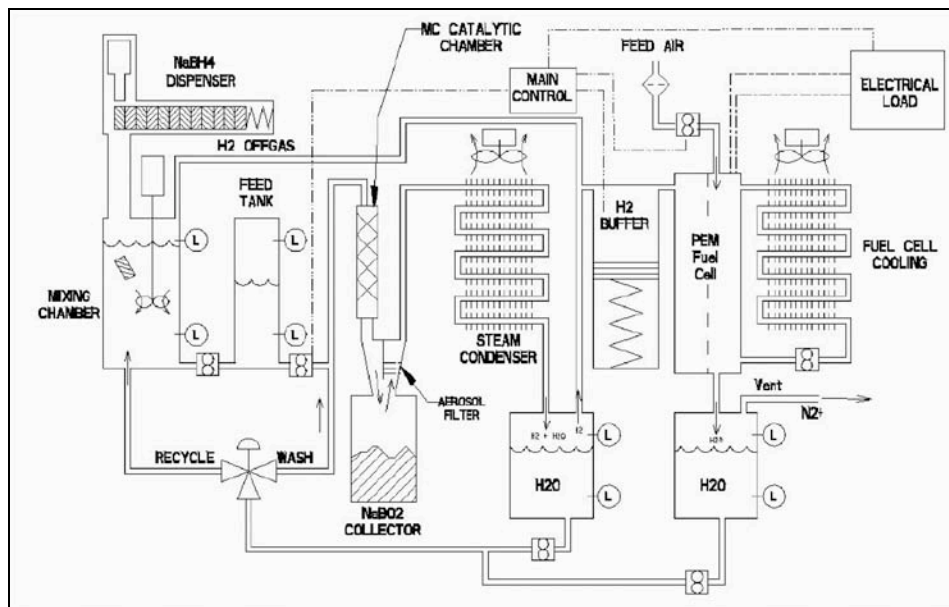 MC CATALYTIC
CHAMBER
FEED AIR
NaBH4
DISPENSER
MAIN
CONTROL
ELECTRICAL
LOAD
H2 OFFGAS
FEED
TANK
H2
BUFFER
PEM
Fuel
Cell
FUEL CELL
COOLING
L
L
L
L
MIXING
CHAMBER
STEAM
CONDENSER
AEROSOL
FILTER
Vent
H2 + H2O
H2
L
L
RECYCLE
WASH
H2O
H2O
L
L
NaBO2
COLLECTOR